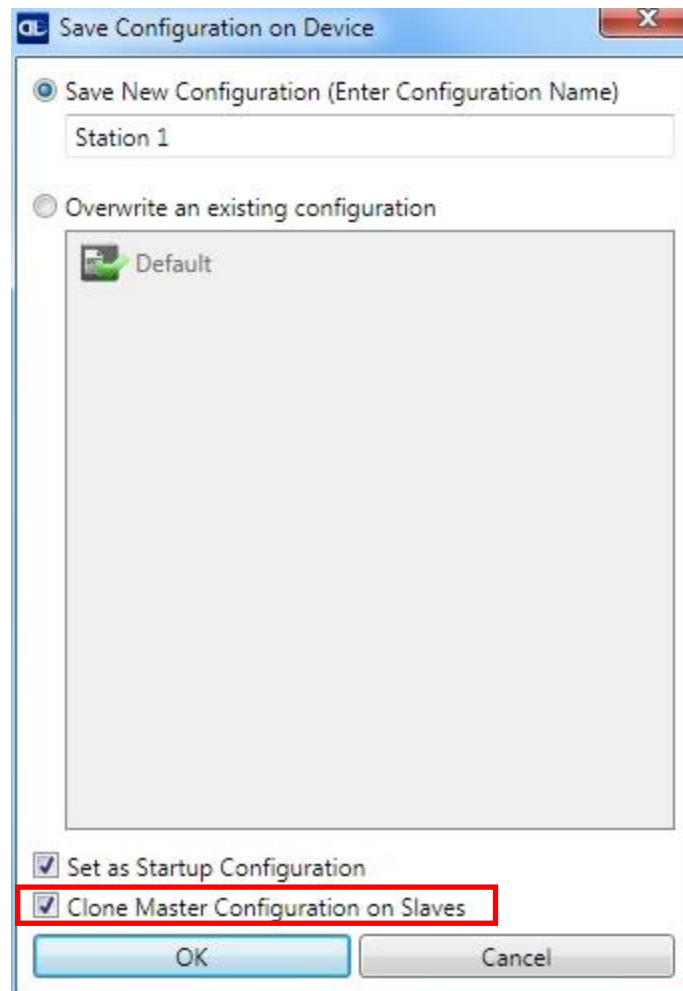 Save Configuration on Device
Save New Configuration (Enter Configuration Name)
Station 1
Overwrite an existing configuration
Default
Set as Startup Configuration
Clone Master Configuration on Slaves
OK Cancel